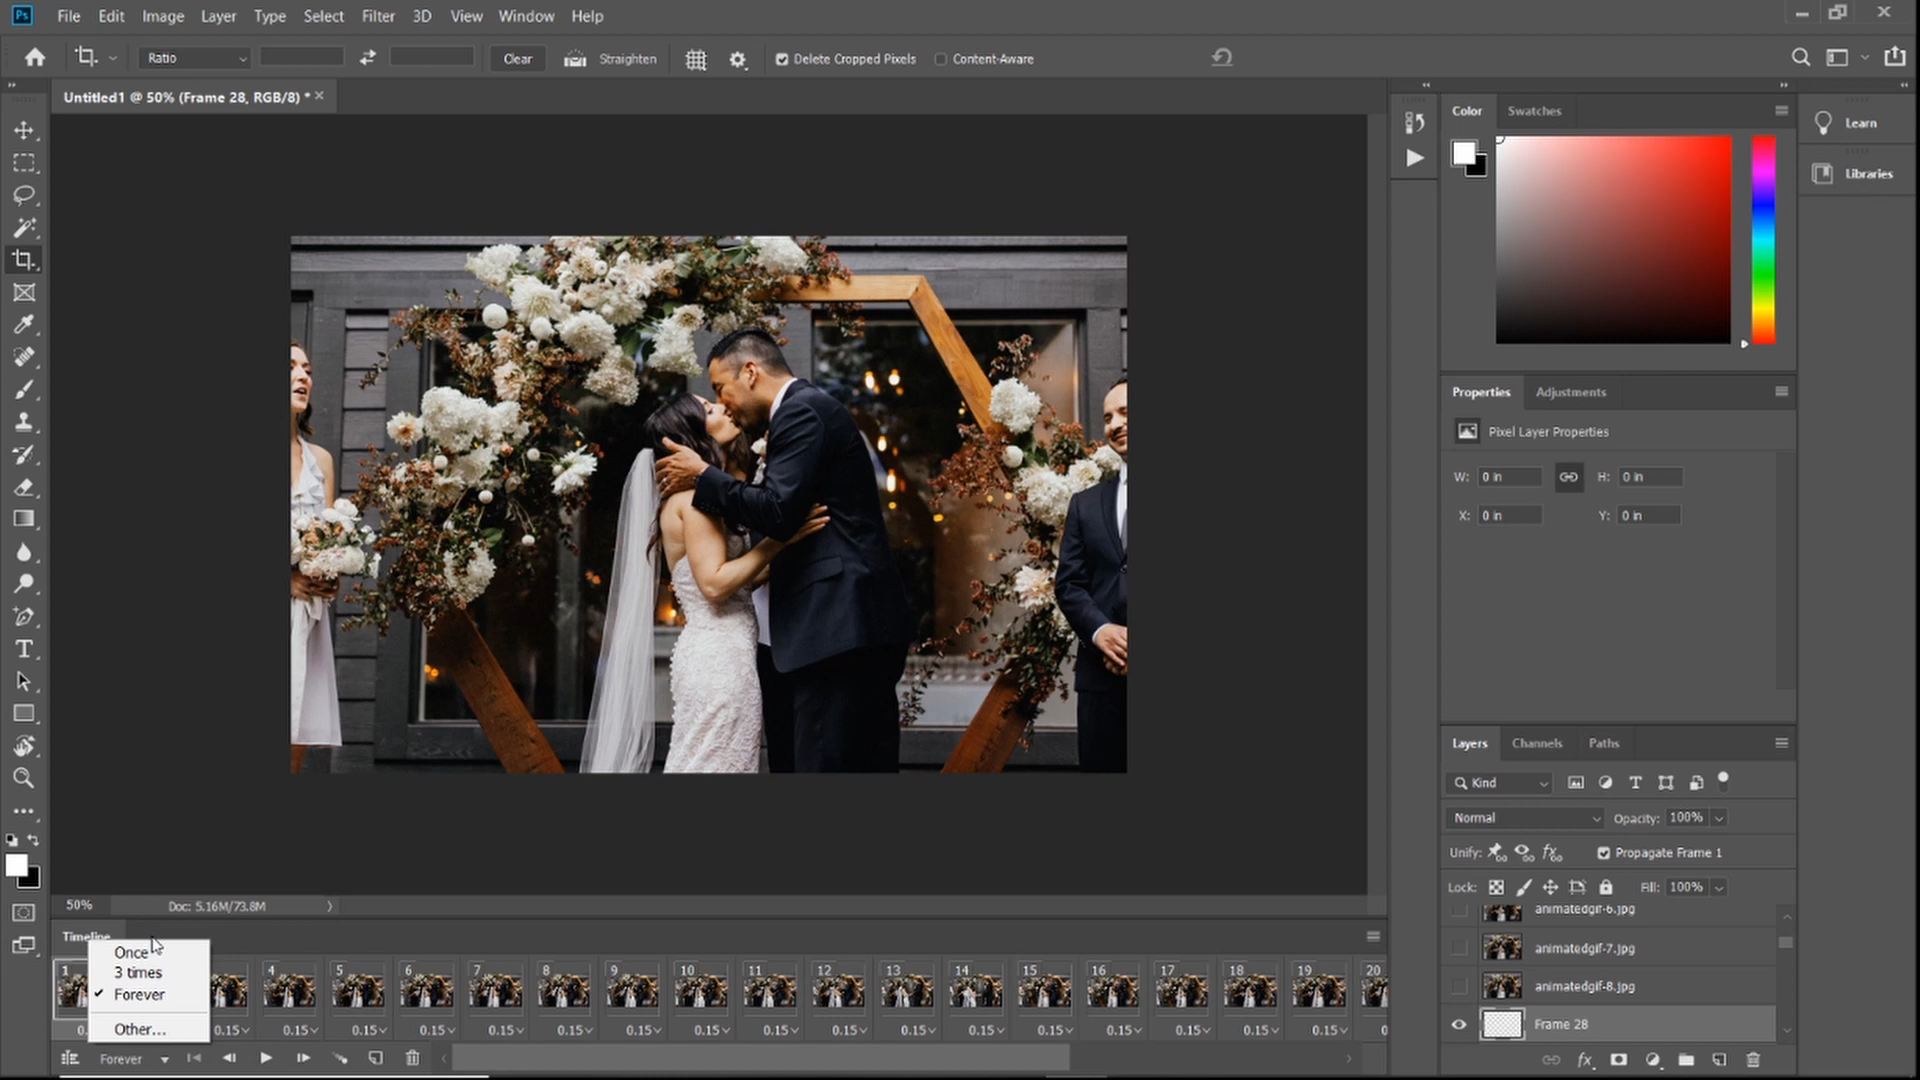 Ps File Edit Image Layer Type Select Filter 3D View Window Help
Ratio Clear Straighten Delete Cropped Pixels Content-Aware
Untitled1 @ 50% (Frame 28, RGB/8) *
Color Swatches
Learn
Libraries
Properties Adjustments
Pixel Layer Properties
W: 0 in H: 0 in
X: 0 in Y: 0 in
Layers Channels Paths
Kind
Normal Opacity: 100%
Unify: Propagate Frame 1
Lock: Fill: 100%
animatedgif-6.jpg
animatedgif-7.jpg
animatedgif-8.jpg
Frame 28
50% Doc: 5.16M/73.8M
Timeline
Once
3 times
Forever
Other...
1 4 5 6 7 8 9 10 11 12 13 14 15 16 17 18 19 20
0. 0.15 0.15 0.15 0.15 0.15 0.15 0.15 0.15 0.15 0.15 0.15 0.15 0.15 0.15 0.15 0.15 0.15 0
Forever